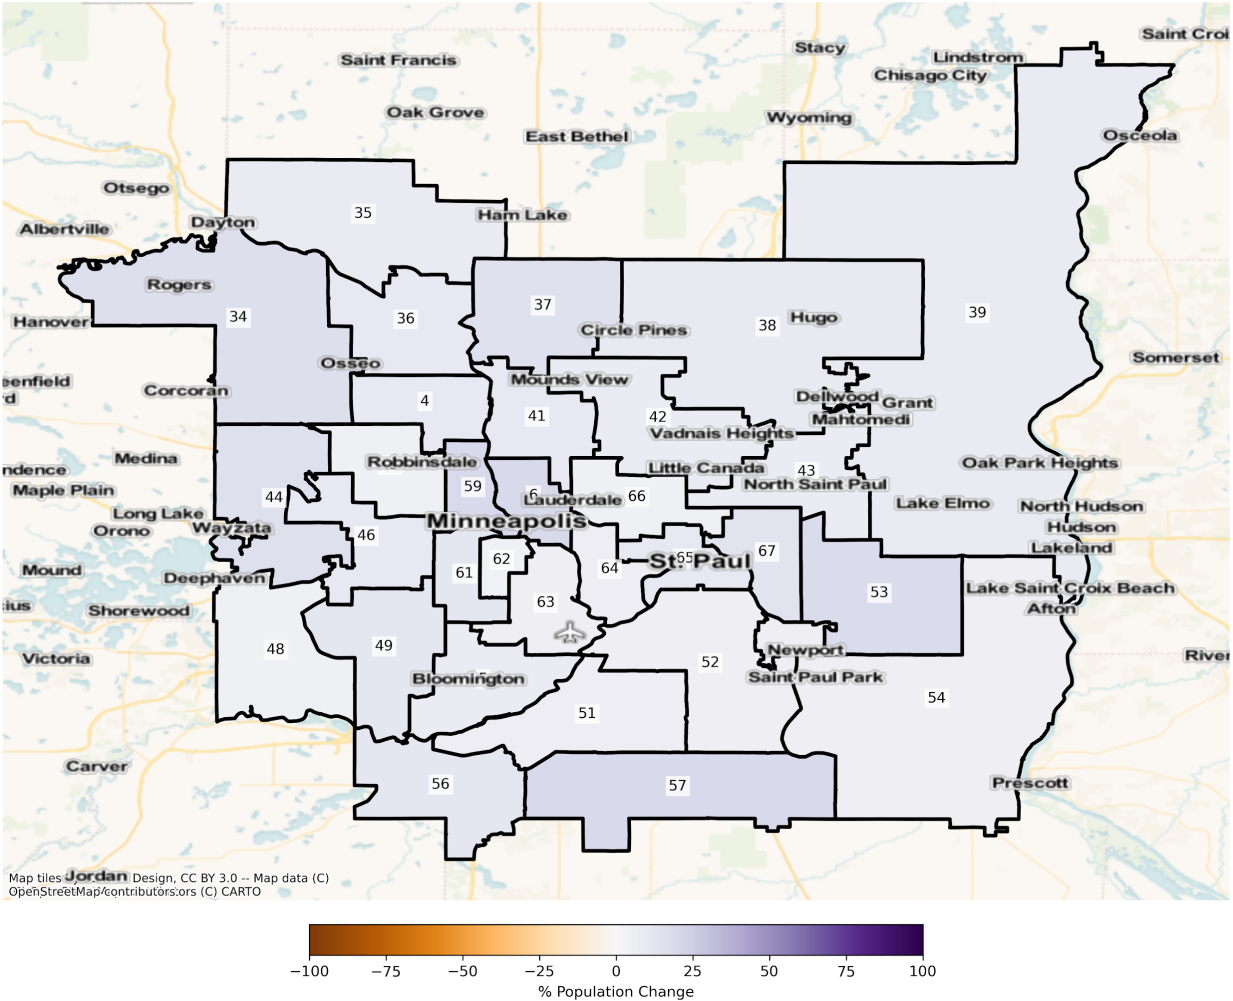 Saint Croi
Stacy
Lindstrom
Saint Francis
Chisago City
Oak Grove
Wyoming
East Bethel
Osceola
Otsego
35
Ham Lake
Dayton
Albertville
Rogers
37
39
34
36
38
Hugo
Hanover
Circle Pines
Somerset
Osseo
eenfield
Mounds View
Corcoran
rd
Dellwood
Grant
4
41
42
Mahtomedi
Vadnais Heights
Medina
Robbinsdale
Oak Park Heights
ndence
Little Canada
43
North Saint Paul
Maple Plain
59
6
44
Lauderdale
66
Lake Elmo
North Hudson
Long Lake
Minneapolis
Orono
Wayzata
Hudson
46
Lakeland
67
62
65
St. Paul
Mound
61
64
Deephaven
Lake Saint Croix Beach
53
63
cius
Shorewood
Afton
48
49
Newport
Victoria
52
River
Bloomington
Saint Paul Park
54
51
Carver
56
57
Prescott
Jordan
Map tiles Design, CC BY 3.0 -- Map data (C)
OpenStreetMap contributors.ors (C) CARTO
−100 −75 −50 −25 0 25 50 75 100
% Population Change